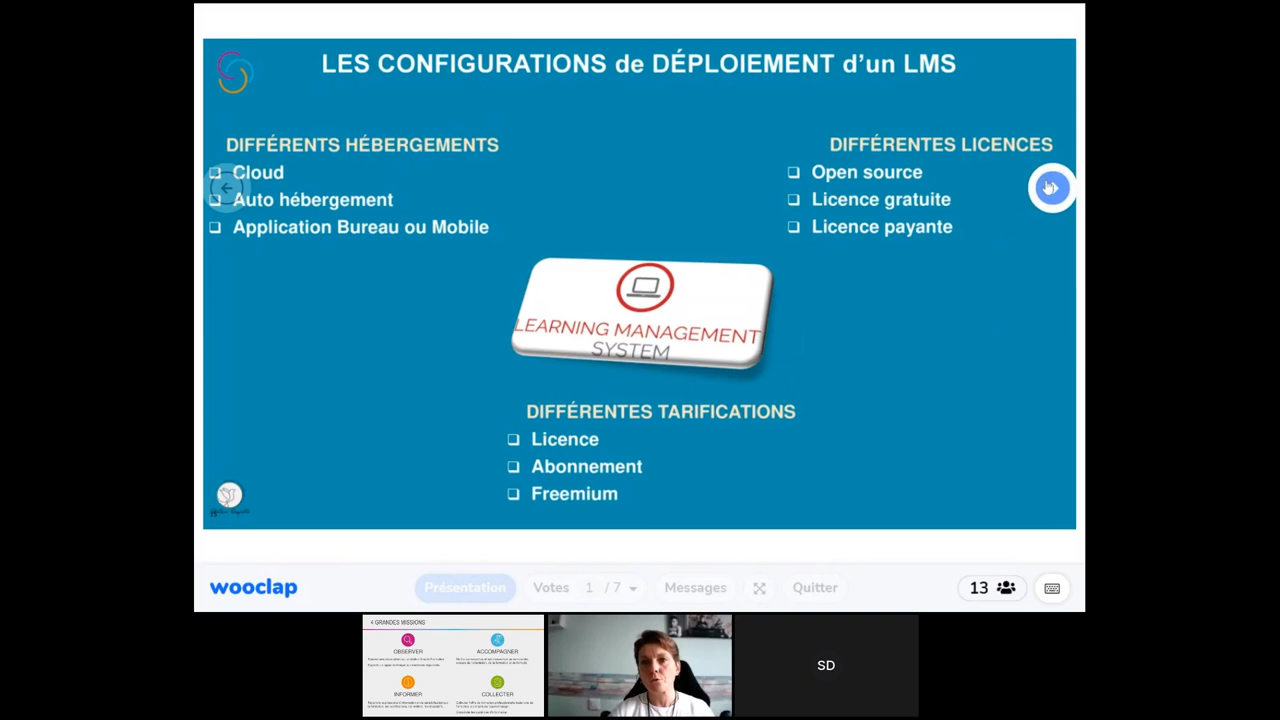 LES CONFIGURATIONS de DÉPLOIEMENT d'un LMS
DIFFÉRENTS HÉBERGEMENTS
Cloud
Auto hébergement
Application Bureau ou Mobile
DIFFÉRENTES LICENCES
Open source
Licence gratuite
Licence payante
LEARNING MANAGEMENT
SYSTEM
DIFFÉRENTES TARIFICATIONS
Licence
Abonnement
Freemium
wooclap
Présentation
Votes 1 / 7
Messages
Quitter
13
4 GRANDES MISSIONS
OBSERVER
ACCOMPAGNER
INFORMER
COLLECTER
SD